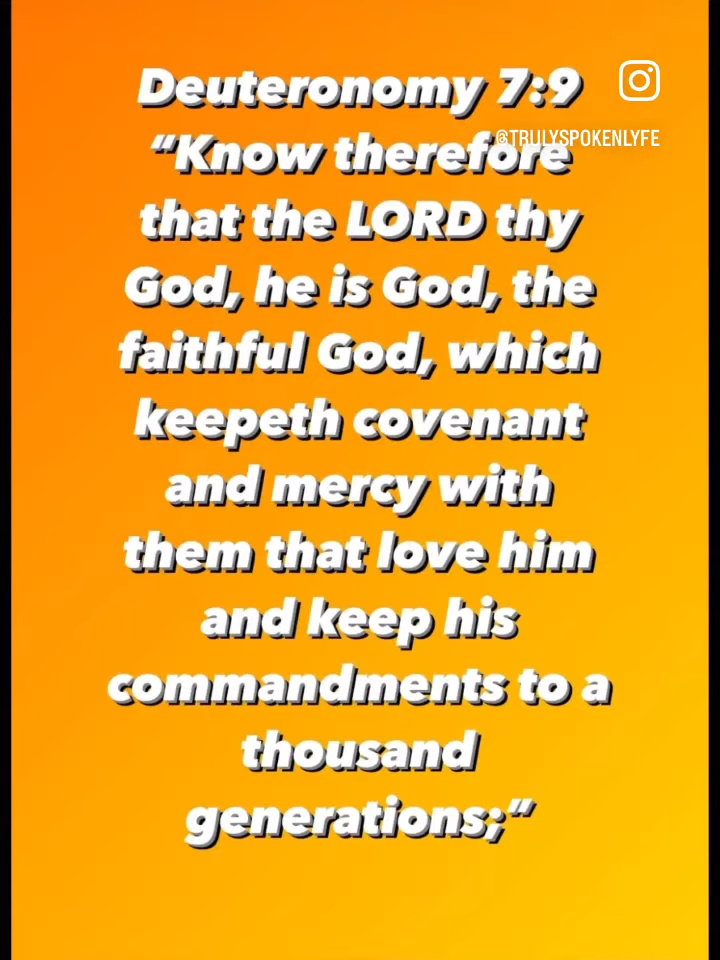 Deuteronomy 7:9
@TRULYSPOKENLYFE
“Know therefore
that the LORD thy
God, he is God, the
faithful God, which
keepeth covenant
and mercy with
them that love him
and keep his
commandments to a
thousand
generations;”